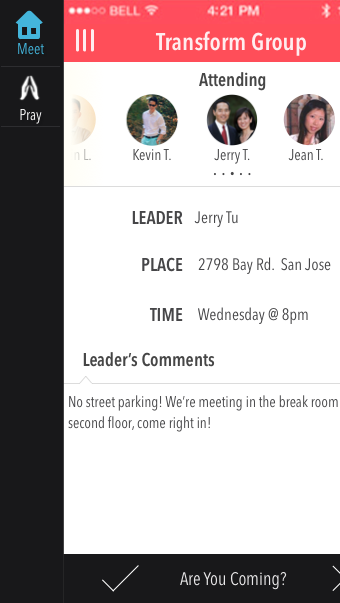 BELL 4:21 PM
Meet
Pray
Transform Group
Attending
n L. Kevin T. Jerry T. Jean T.
LEADER Jerry Tu
PLACE 2798 Bay Rd. San Jose
TIME Wednesday @ 8pm
Leader's Comments
No street parking! We're meeting in the break room
second floor, come right in!
Are You Coming?